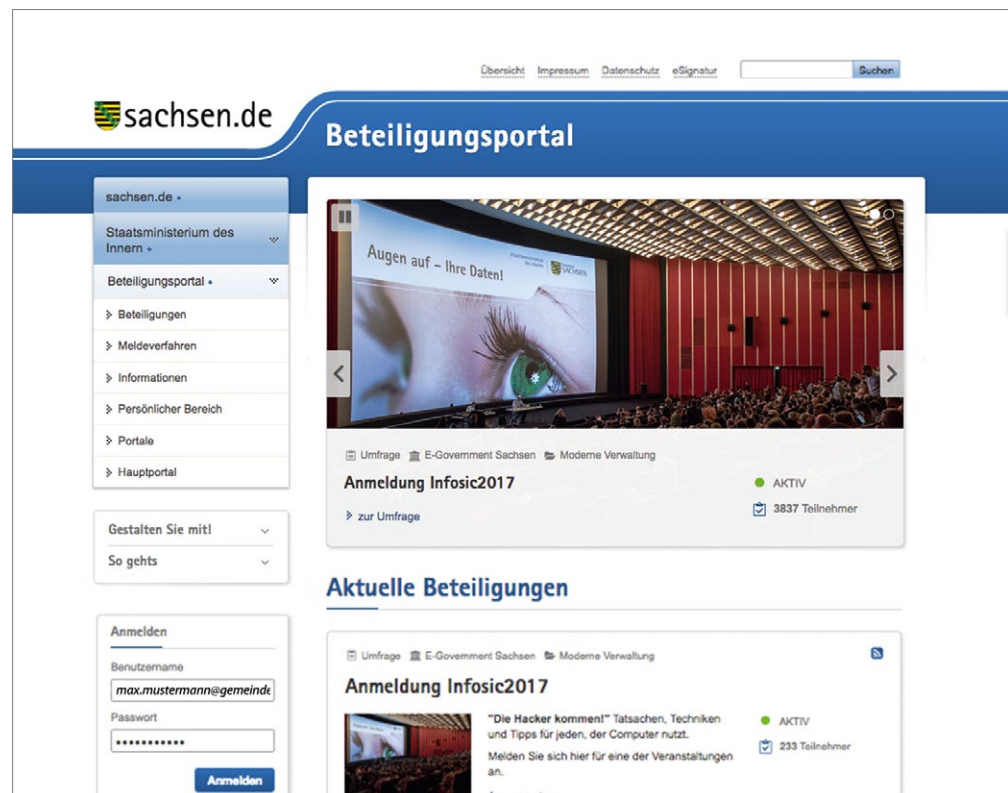 Übersicht Impressum Datenschutz eSignatur Suchen
sachsen.de
Beteiligungsportal
sachsen.de
Staatsministerium des
Innern
Beteiligungsportal
Beteiligungen
Meldeverfahren
Informationen
Persönlicher Bereich
Portale
Hauptportal
Gestalten Sie mit!
So gehts
Anmelden
Benutzername
max.mustermann@gemeinde
Passwort
•••••••••••
Anmelden
Augen auf – Ihre Daten!
STAATSMINISTERIUM
DES INNERN
SACHSEN
Umfrage E-Government Sachsen Moderne Verwaltung
Anmeldung Infosic2017
AKTIV
zur Umfrage
3837 Teilnehmer
Aktuelle Beteiligungen
Umfrage E-Government Sachsen Moderne Verwaltung
Anmeldung Infosic2017
"Die Hacker kommen!" Tatsachen, Techniken
und Tipps für jeden, der Computer nutzt.
Melden Sie sich hier für eine der Veranstaltungen
an.
AKTIV
233 Teilnehmer